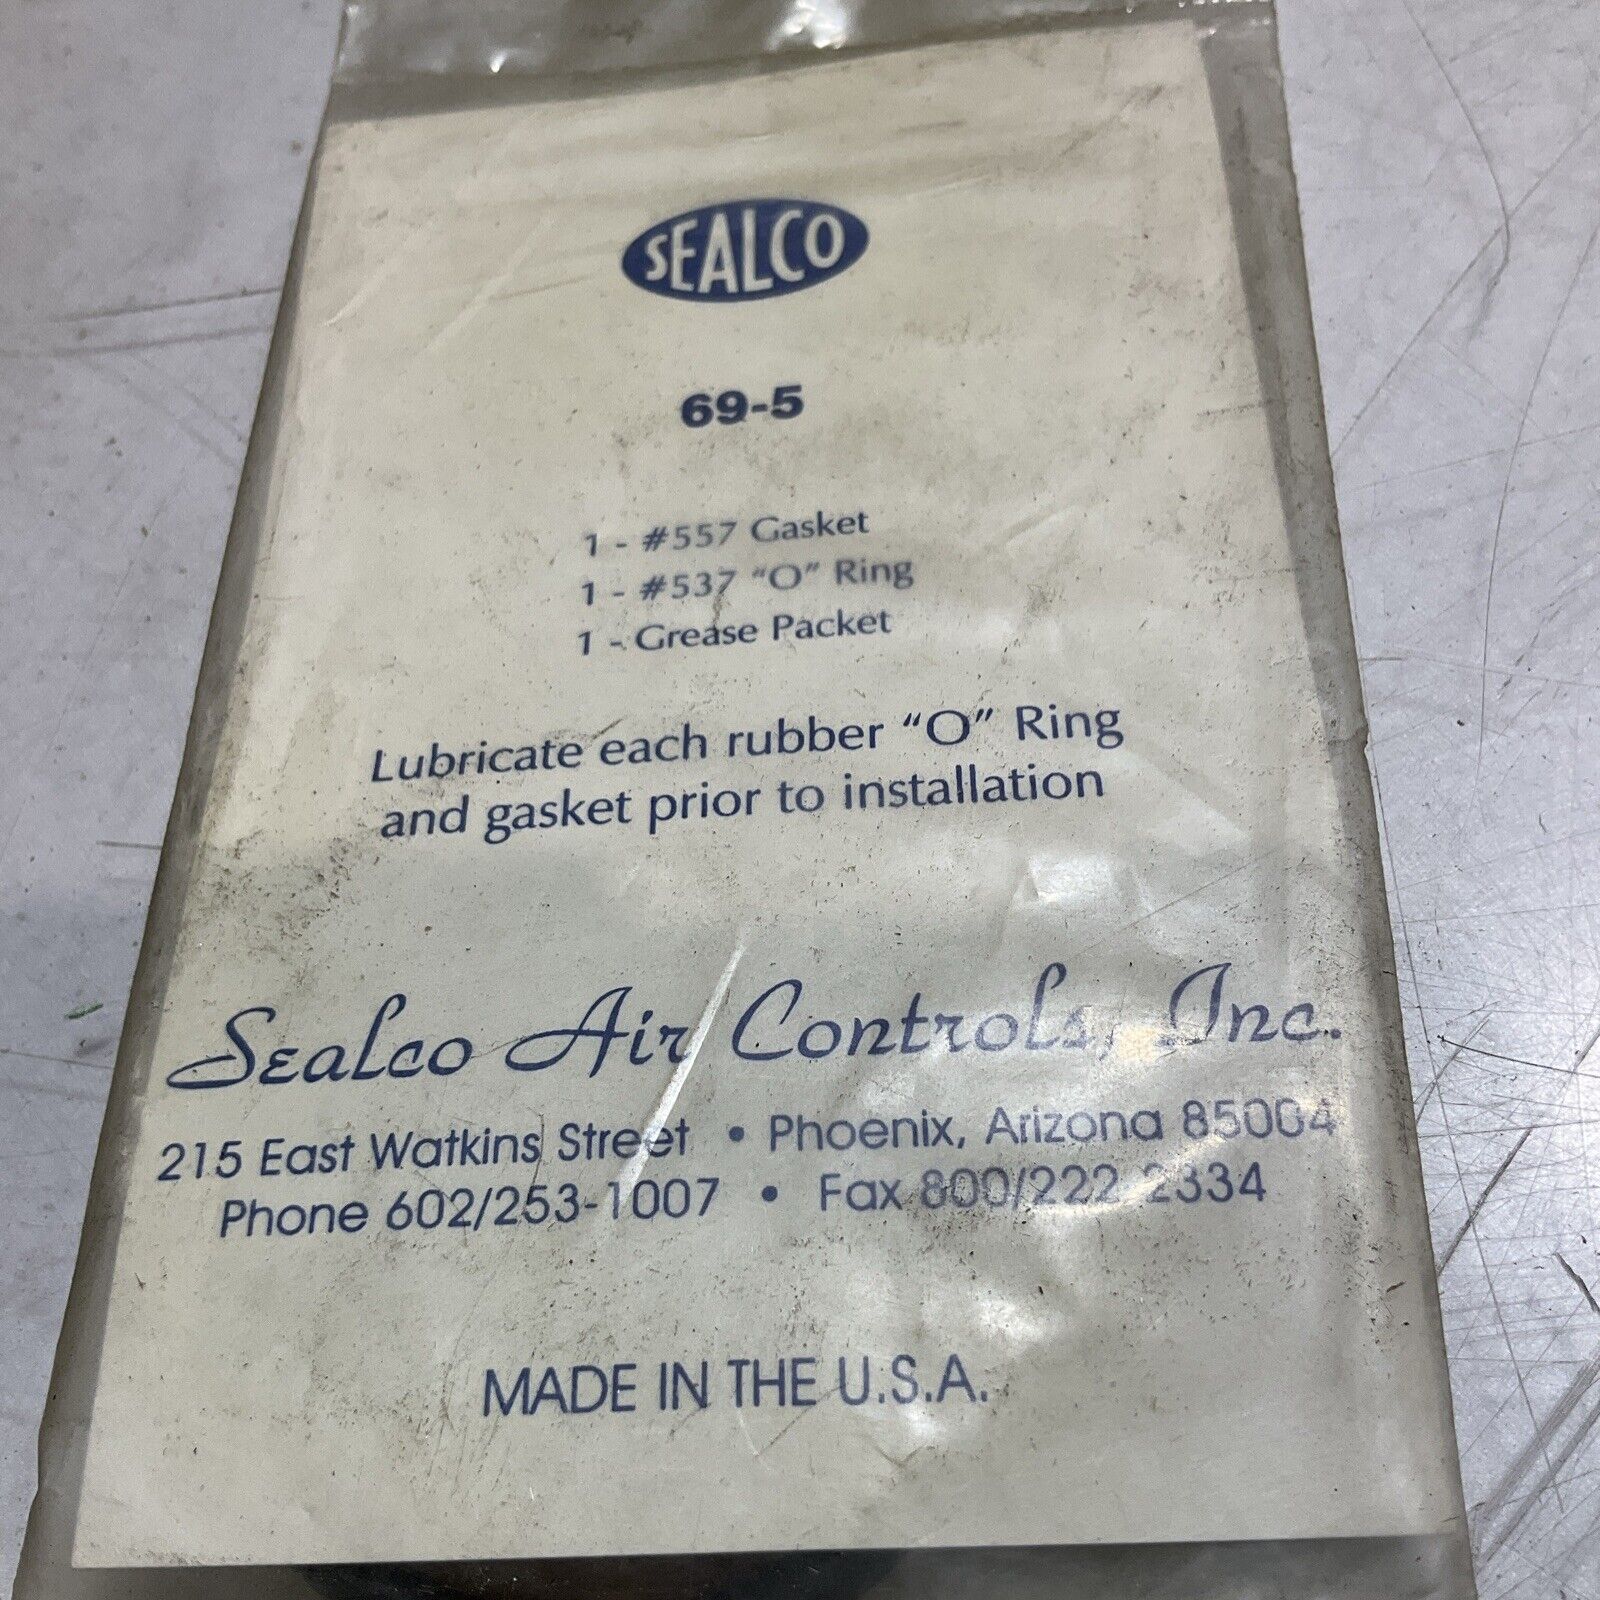 SEALCO
69-5
1 - #557 Gasket
1 - #537 "O" Ring
1 - Grease Packet
Lubricate each rubber "O" Ring
and gasket prior to installation
Sealco Air Controls, Inc.
215 East Watkins Street • Phoenix, Arizona 85004
Phone 602/253-1007 • Fax 800/222-2334
MADE IN THE U.S.A.